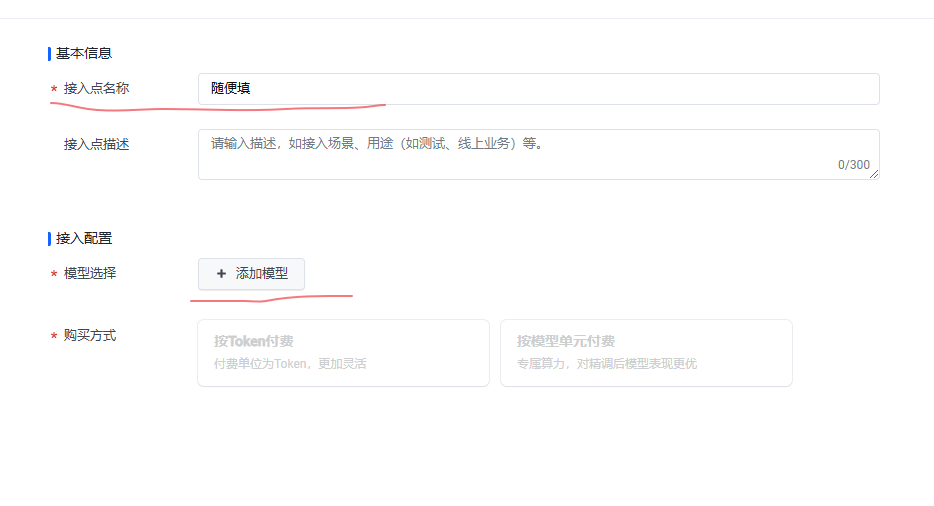 基本信息
* 接入点名称 随便填
接入点描述 请输入描述，如接入场景、用途（如测试、线上业务）等。
0/300
接入配置
* 模型选择 + 添加模型
* 购买方式 按Token付费 按模型单元付费
付费单位为Token，更加灵活 专属算力，对精调后模型表现更优